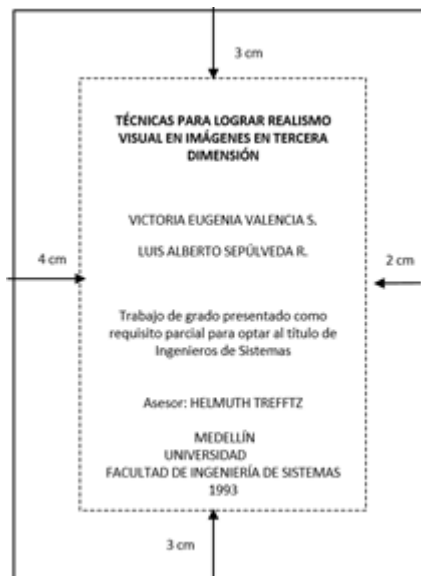 3 cm
TÉCNICAS PARA LOGRAR REALISMO
VISUAL EN IMÁGENES EN TERCERA
DIMENSIÓN
VICTORIA EUGENIA VALENCIA S.
LUIS ALBERTO SEPÚLVEDA R.
4 cm
2 cm
Trabajo de grado presentado como
requisito parcial para optar al título de
Ingenieros de Sistemas
Asesor: HELMUTH TREFFTZ
MEDELLÍN
UNIVERSIDAD
FACULTAD DE INGENIERÍA DE SISTEMAS
1993
3 cm